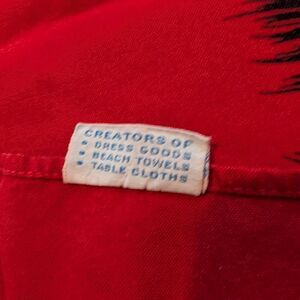 CREATORS OF
• DRESS GOODS
• BEACH TOWELS
• TABLE CLOTHS